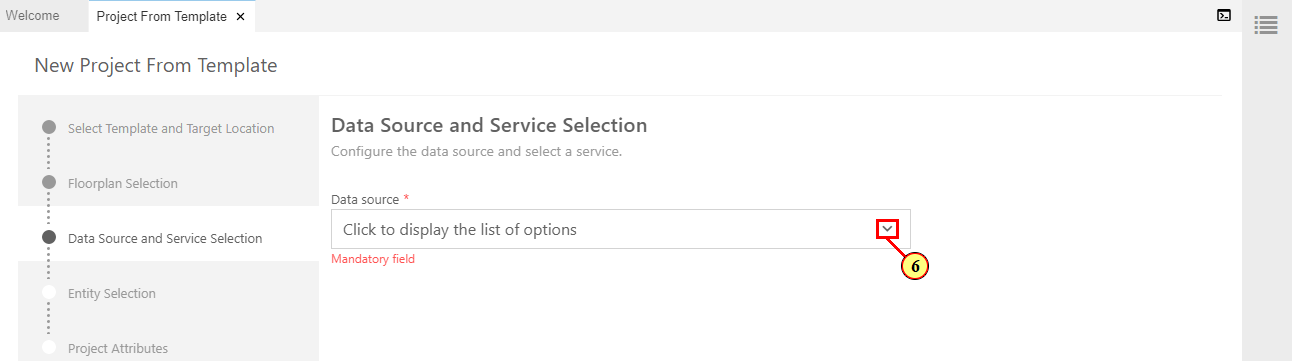 Welcome
Project From Template
New Project From Template
Select Template and Target Location
Floorplan Selection
Data Source and Service Selection
Entity Selection
Project Attributes
Data Source and Service Selection
Configure the data source and select a service.
Data source *
Click to display the list of options
Mandatory field
6